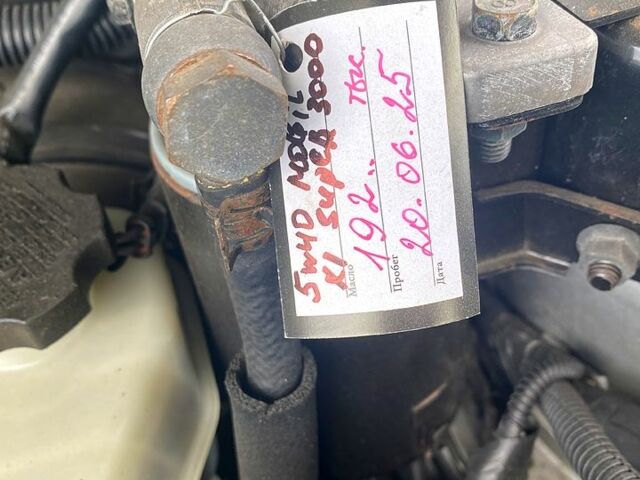 5w40 MOBIL
X1 super 3000
Масло
192.. тыс.
Пробег
20.06.25
Дата